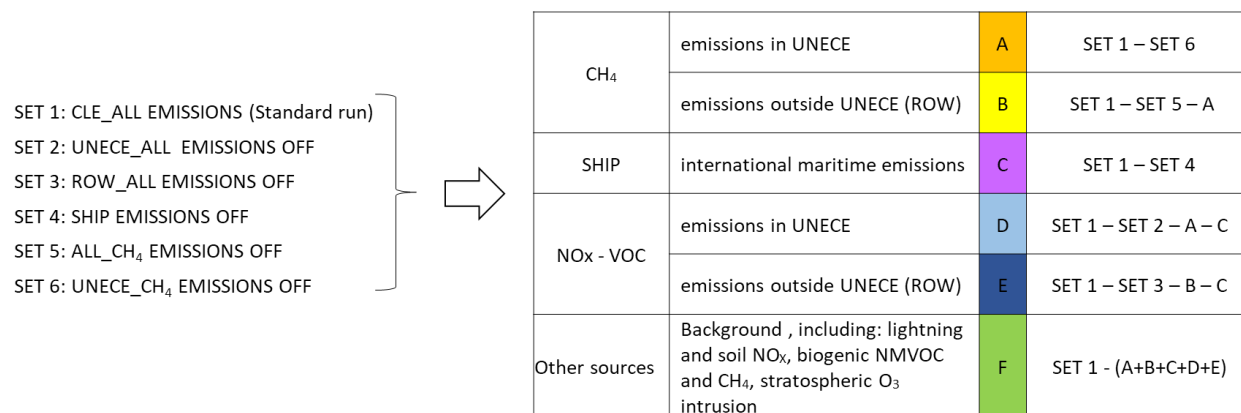 SET 1: CLE_ALL EMISSIONS (Standard run)
SET 2: UNECE_ALL  EMISSIONS OFF
SET 3: ROW_ALL EMISSIONS OFF
SET 4: SHIP EMISSIONS OFF
SET 5: ALL_CH₄ EMISSIONS OFF
SET 6: UNECE_CH₄ EMISSIONS OFF
CH₄
emissions in UNECE
A
SET 1 – SET 6
emissions outside UNECE (ROW)
B
SET 1 – SET 5 – A
SHIP
international maritime emissions
C
SET 1 – SET 4
NOx - VOC
emissions in UNECE
D
SET 1 – SET 2 – A – C
emissions outside UNECE (ROW)
E
SET 1 – SET 3 – B – C
Other sources
Background , including: lightning
and soil NOₓ, biogenic NMVOC
and CH₄, stratospheric O₃
intrusion
F
SET 1 - (A+B+C+D+E)